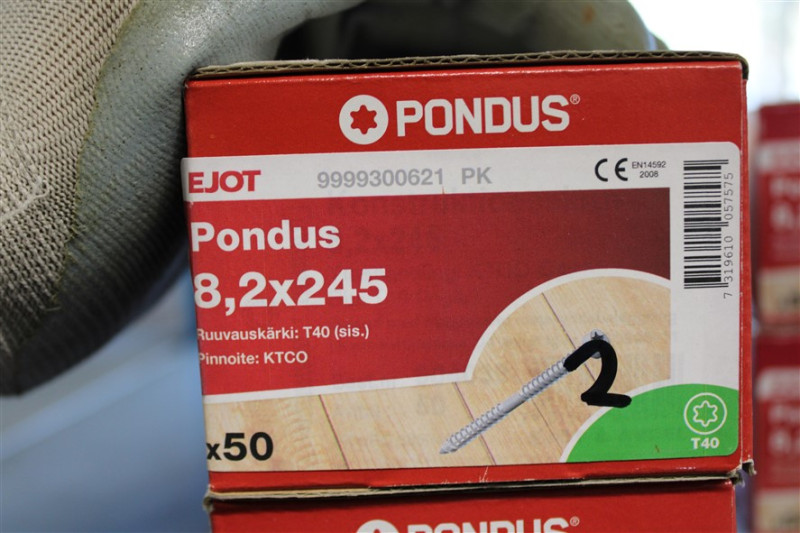 PONDUS®
EJOT
9999300621 PK
CE EN14592
2008
Pondus
8,2x245
Ruuvauskärki: T40 (sis.)
Pinnoite: KTCO
x50
2
T40
7 319610 057575
PONDUS®